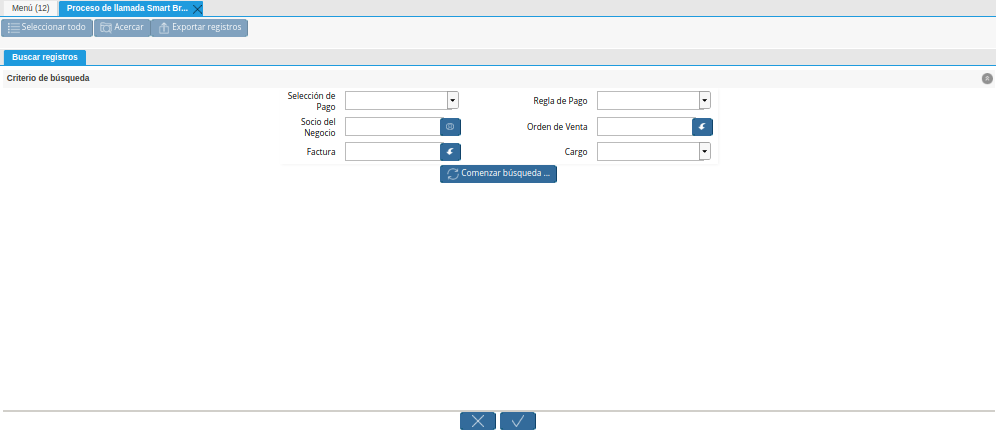 Menú (12)
Proceso de llamada Smart Br...
Seleccionar todo
Acercar
Exportar registros
Buscar registros
Criterio de búsqueda
Selección de
Pago
Regla de Pago
Socio del
Negocio
Orden de Venta
Factura
Cargo
Comenzar búsqueda ...